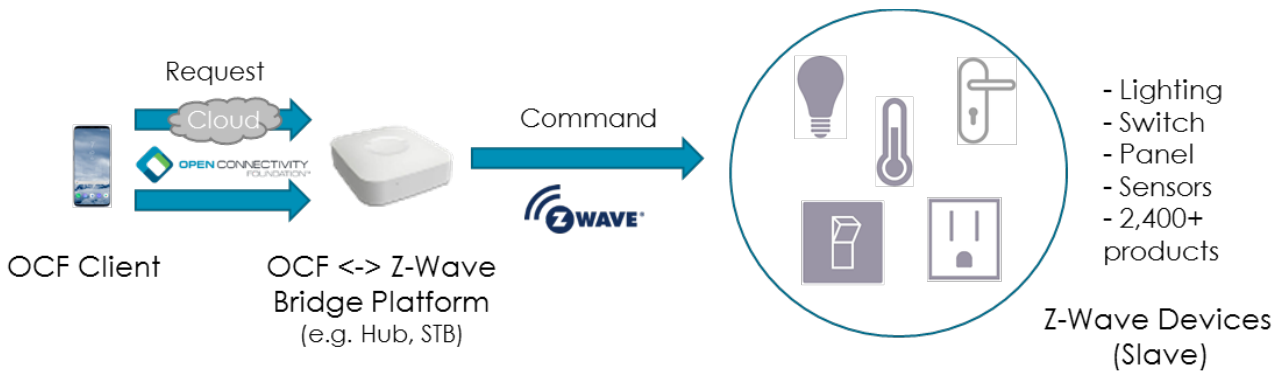 Request
Cloud
OPEN CONNECTIVITY
FOUNDATION™
OCF Client
OCF <-> Z-Wave
Bridge Platform
(e.g. Hub, STB)
Command
Z WAVE®
- Lighting
- Switch
- Panel
- Sensors
- 2,400+
products
Z-Wave Devices
(Slave)